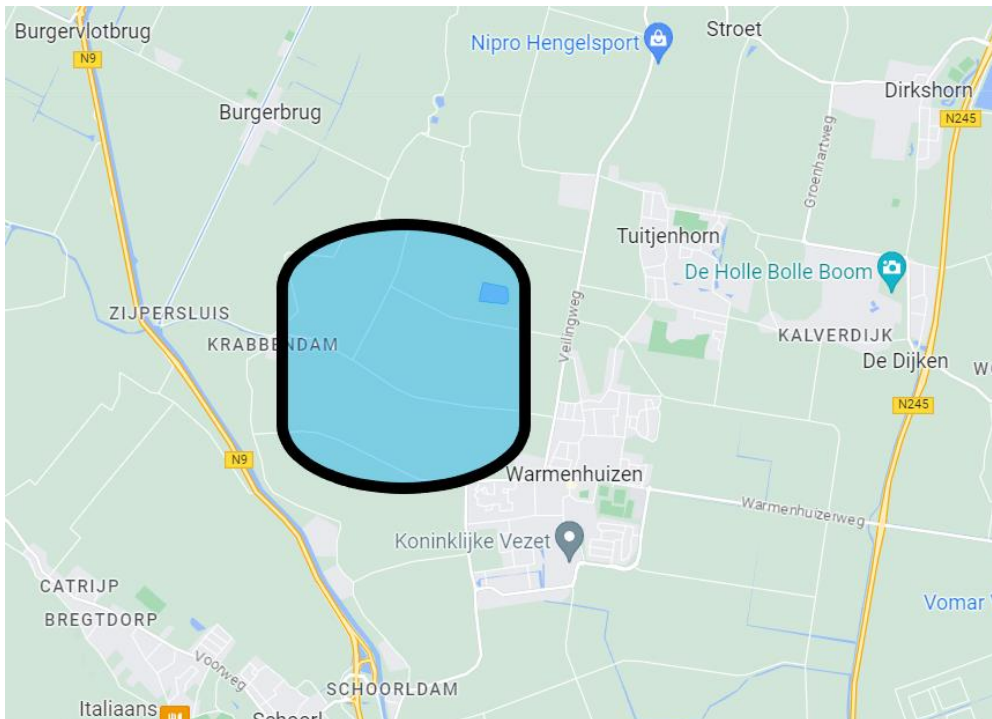 Burgervlotbrug
N9
Nipro Hengelsport
Stroet
Burgerbrug
Dirkshorn
N245
Groenhartweg
Tuitjenhorn
De Holle Bolle Boom
ZIJPERSLUIS
KRABBENDAM
Veilingweg
KALVERDIJK
De Dijken
N245
N9
Warmenhuizen
Warmenhuizerweg
Koninklijke Vezet
CATRIJP
BREGTDORP
Vomar
Voorweg
SCHOORLDAM
Italiaans
Schoorl